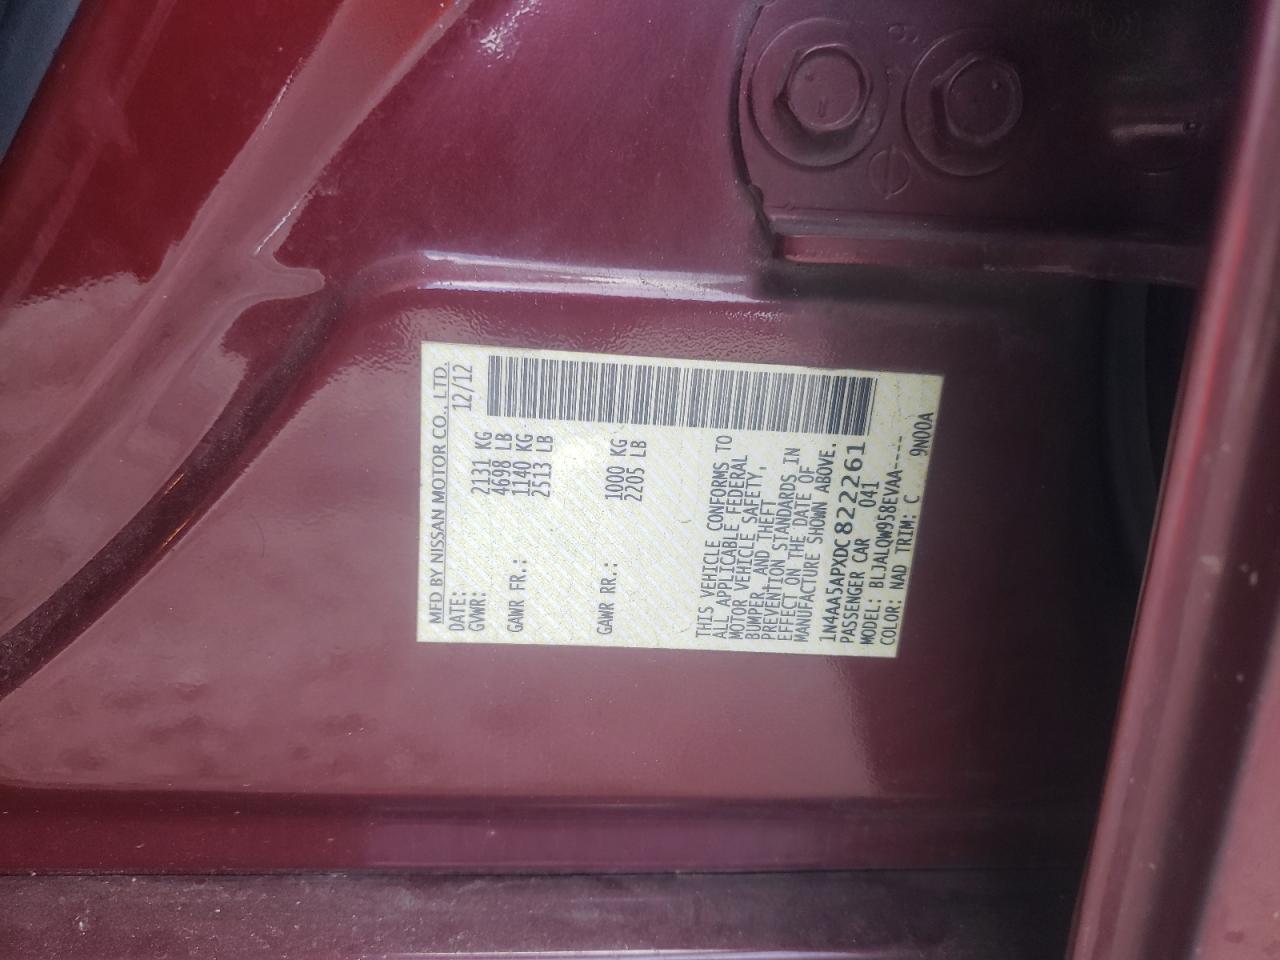 MFD BY NISSAN MOTOR CO., LTD.
DATE: 12/12
GVWR: 2131 KG
4698 LB
GAWR FR.: 1140 KG
2513 LB
GAWR RR.: 1000 KG
2205 LB
THIS VEHICLE CONFORMS TO
ALL APPLICABLE FEDERAL
MOTOR VEHICLE SAFETY,
BUMPER, AND THEFT
PREVENTION STANDARDS IN
EFFECT ON THE DATE OF
MANUFACTURE SHOWN ABOVE.
1N4AA5APXDC822261
PASSENGER CAR 041
MODEL: BLJALQW958EVAA----
COLOR: NAD TRIM: C 9N00A